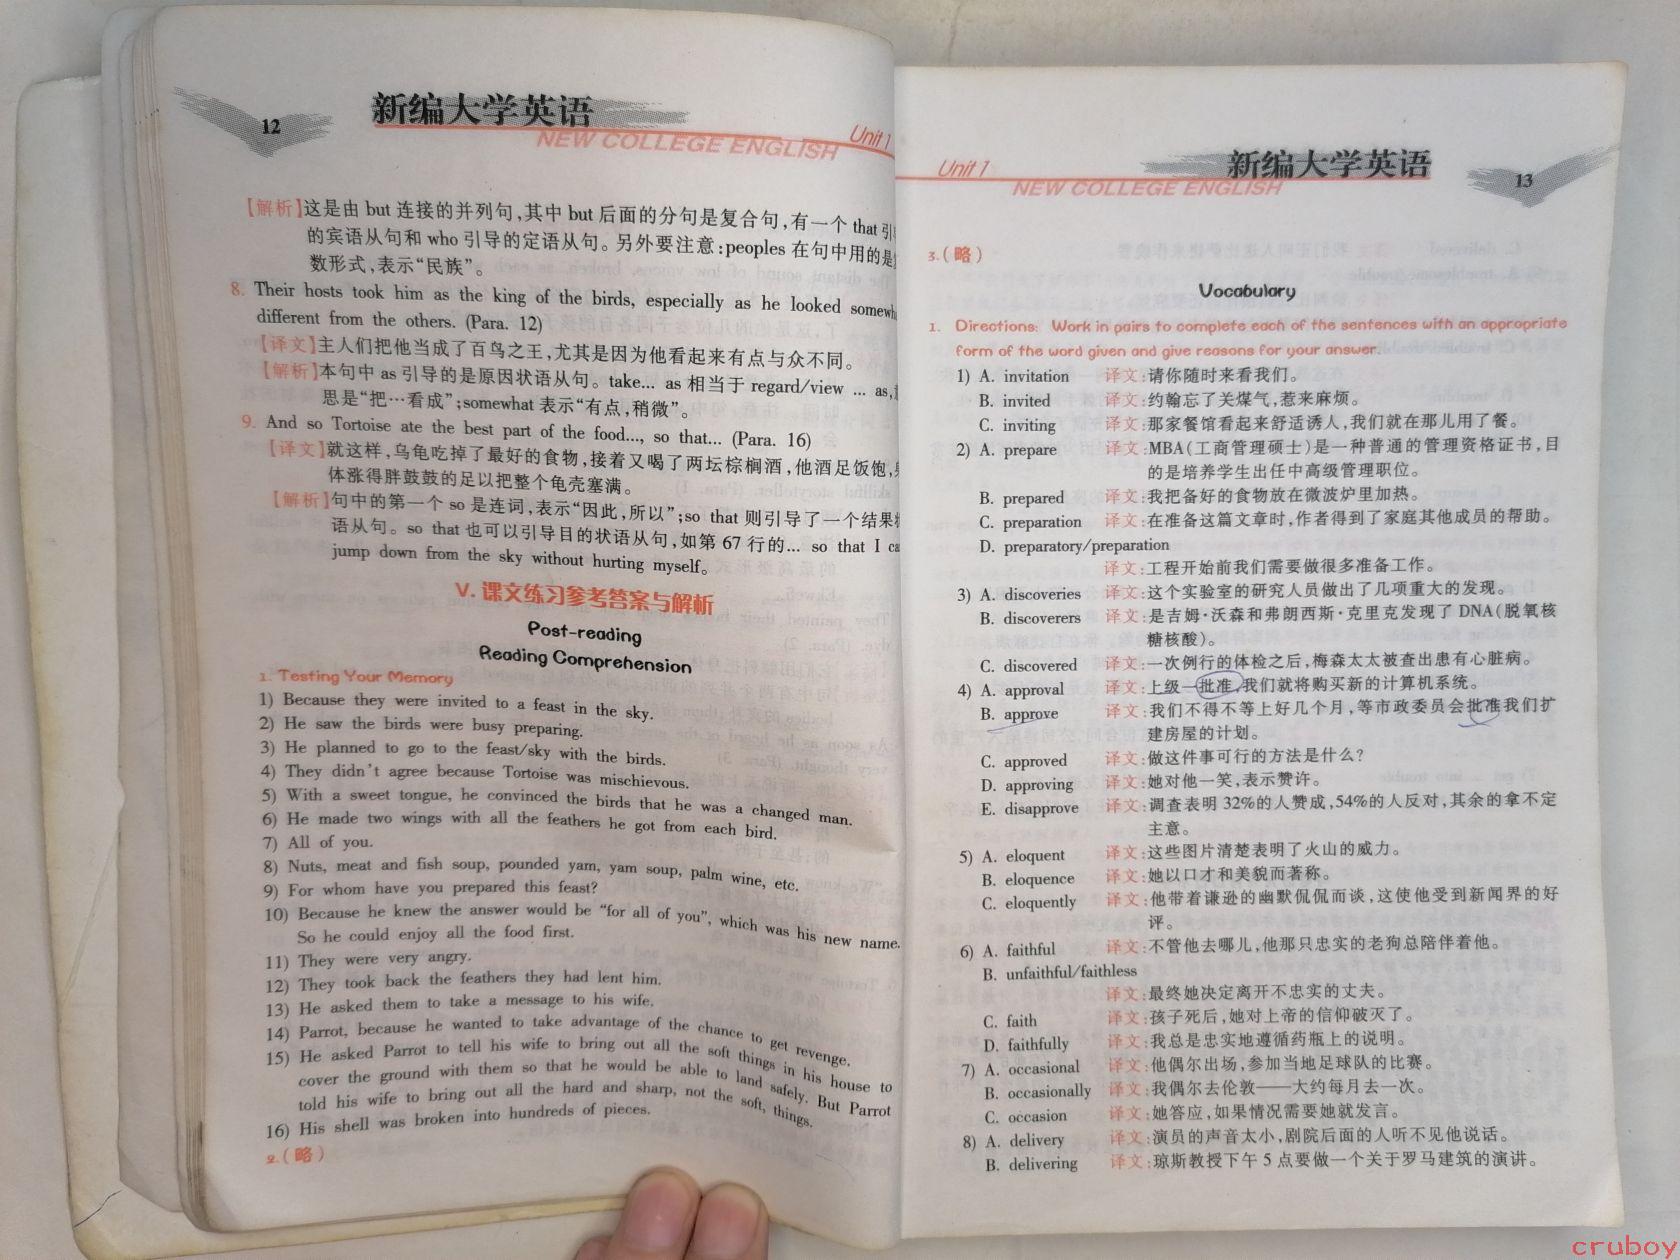 12
新编大学英语
NEW COLLEGE ENGLISH
Unit 1
【解析】这是由 but 连接的并列句,其中 but 后面的分句是复合句,有一个 that 引
的宾语从句和 who 引导的定语从句。另外要注意:peoples 在句中用的是
数形式,表示“民族”。
8. Their hosts took him as the king of the birds, especially as he looked
different from the others. (Para. 12)
【译文】主人们把他当成了百鸟之王,尤其是因为他看起来有点与众不同。
【解析】本句中 as 引导的是原因状语从句。take… as 相当于 regard/view … as,
思是“把…看成”;somewhat 表示“有点,稍微”。
9. And so Tortoise ate the best part of the food…, so that… (Para. 16)
【译文】就这样,乌龟吃掉了最好的食物,接着又喝了两坛棕榈酒,他酒足饭饱,
体涨得胖鼓鼓的足以把整个龟壳塞满。
【解析】句中的第一个 so 是连词,表示“因此,所以”;so that 则引导了一个结果
语从句。so that 也可以引导目的状语从句,如第 67 行的… so that I
jump down from the sky without hurting myself。
V. 课文练习参考答案与解析
Post-reading
Reading Comprehension
1. Testing Your Memory
1) Because they were invited to a feast in the sky.
2) He saw the birds were busy preparing.
3) He planned to go to the feast/sky with the birds.
4) They didn't agree because Tortoise was mischievous.
5) With a sweet tongue, he convinced the birds that he was a changed man.
6) He made two wings with all the feathers he got from each bird.
7) All of you.
8) Nuts, meat and fish soup, pounded yam, yam soup, palm wine, etc.
9) For whom have you prepared this feast?
10) Because he knew the answer would be “for all of you”, which was his new name.
So he could enjoy all the food first.
11) They were very angry.
12) They took back the feathers they had lent him.
13) He asked them to take a message to his wife.
14) Parrot, because he wanted to take advantage of the chance to get revenge.
15) He asked Parrot to tell his wife to bring out all the soft things in his house to
cover the ground with them so that he would be able to land safely. But Parrot
told his wife to bring out all the hard and sharp, not the soft, things.
16) His shell was broken into hundreds of pieces.
2.(略)
Unit 1
新编大学英语
NEW COLLEGE ENGLISH
13
3.(略)
Vocabulary
1. Directions: Work in pairs to complete each of the sentences with an appropriate
form of the word given and give reasons for your answer.
1) A. invitation 译文:请你随时来看我们。
B. invited 译文:约翰忘了关煤气,惹来麻烦。
C. inviting 译文:那家餐馆看起来舒适诱人,我们就在那儿用了餐。
2) A. prepare 译文:MBA(工商管理硕士)是一种普通的管理资格证书,目
的是培养学生出任中高级管理职位。
B. prepared 译文:我把备好的食物放在微波炉里加热。
C. preparation 译文:在准备这篇文章时,作者得到了家庭其他成员的帮助。
D. preparatory/preparation
译文:工程开始前我们需要做很多准备工作。
3) A. discoveries 译文:这个实验室的研究人员做出了几项重大的发现。
B. discoverers 译文:是吉姆·沃森和弗朗西斯·克里克发现了 DNA(脱氧核
糖核酸)。
C. discovered 译文:一次例行的体检之后,梅森太太被查出患有心脏病。
4) A. approval 译文:上级一批准,我们就将购买新的计算机系统。
B. approve 译文:我们不得不等上好几个月,等市政委员会批准我们扩
建房屋的计划。
C. approved 译文:做这件事可行的方法是什么?
D. approving 译文:她对他一笑,表示赞许。
E. disapprove 译文:调查表明 32%的人赞成,54%的人反对,其余的拿不定
主意。
5) A. eloquent 译文:这些图片清楚表明了火山的威力。
B. eloquence 译文:她以口才和美貌而著称。
C. eloquently 译文:他带着谦逊的幽默侃侃而谈,这使他受到新闻界的好
评。
6) A. faithful 译文:不管他去哪儿,他那只忠实的老狗总陪伴着他。
B. unfaithful/faithless
译文:最终她决定离开不忠实的丈夫。
C. faith 译文:孩子死后,她对上帝的信仰破灭了。
D. faithfully 译文:我总是忠实地遵循药瓶上的说明。
7) A. occasional 译文:他偶尔出场,参加当地足球队的比赛。
B. occasionally 译文:我偶尔去伦敦——大约每月去一次。
C. occasion 译文:她答应,如果情况需要她就发言。
8) A. delivery 译文:演员的声音太小,剧院后面的人听不见他说话。
B. delivering 译文:琼斯教授下午 5 点要做一个关于罗马建筑的演讲。
cruboy